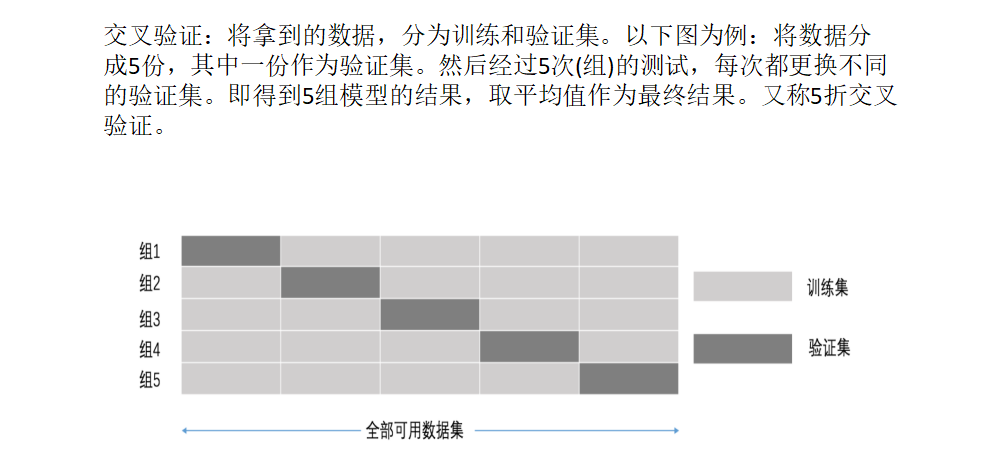 交叉验证：将拿到的数据，分为训练和验证集。以下图为例：将数据分
成5份，其中一份作为验证集。然后经过5次(组)的测试，每次都更换不同
的验证集。即得到5组模型的结果，取平均值作为最终结果。又称5折交叉
验证。
组1
组2
组3
组4
组5
训练集
验证集
全部可用数据集